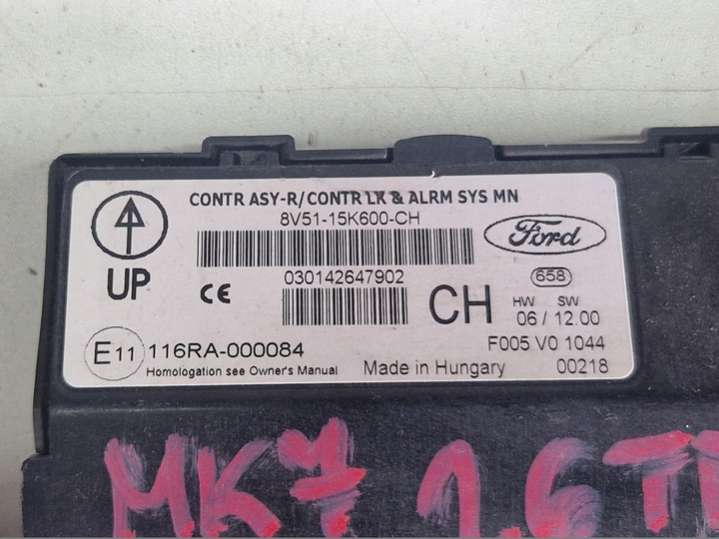 CONTR ASY-R/CONTR LK & ALRM SYS MN
8V51-15K600-CH
Ford
UP
CE
030142647902
CH
658
HW SW
06 / 12.00
E11
116RA-000084
Homologation see Owner's Manual
Made in Hungary
F005 V0 1044
00218
MK7 1.6